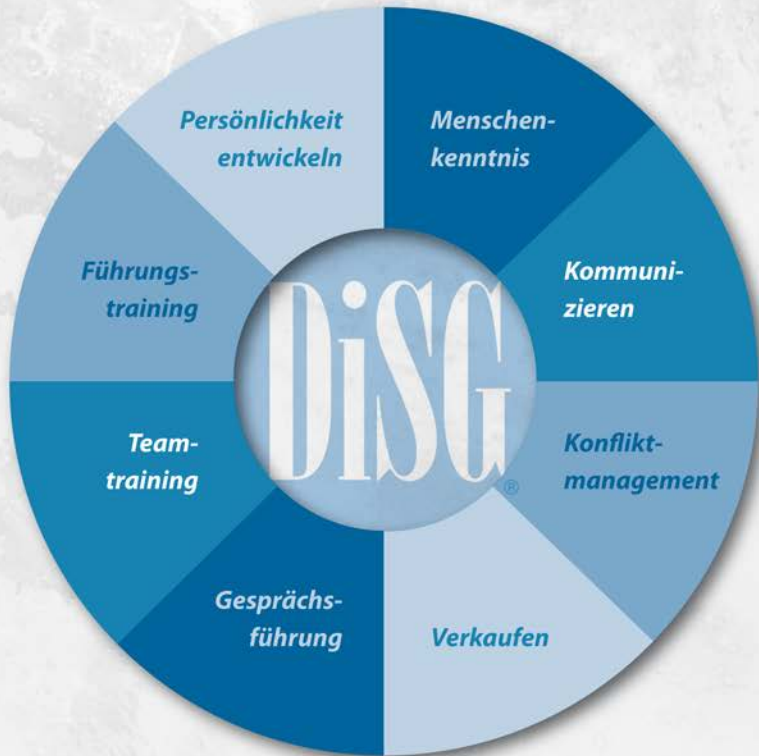 Persönlichkeit
entwickeln
Menschen-
kenntnis
Führungs-
training
Kommuni-
zieren
DiSG®
Team-
training
Konflikt-
management
Gesprächs-
führung
Verkaufen